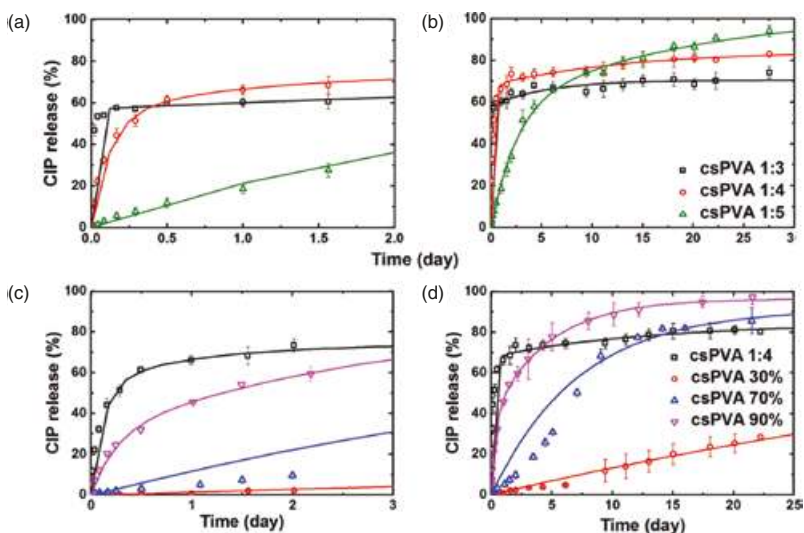 (a)
(b)
100
80
60
40
20
0
CIP release (%)
0.0
0.5
1.0
1.5
2.0
100
80
60
40
20
0
csPVA 1:3
csPVA 1:4
csPVA 1:5
0
5
10
15
20
25
30
Time (day)
(c)
(d)
100
80
60
40
20
0
CIP release (%)
0
1
2
3
Time (day)
100
80
60
40
20
0
CIP release (%)
csPVA 1:4
csPVA 30%
csPVA 70%
csPVA 90%
0
5
10
15
20
25
Time (day)